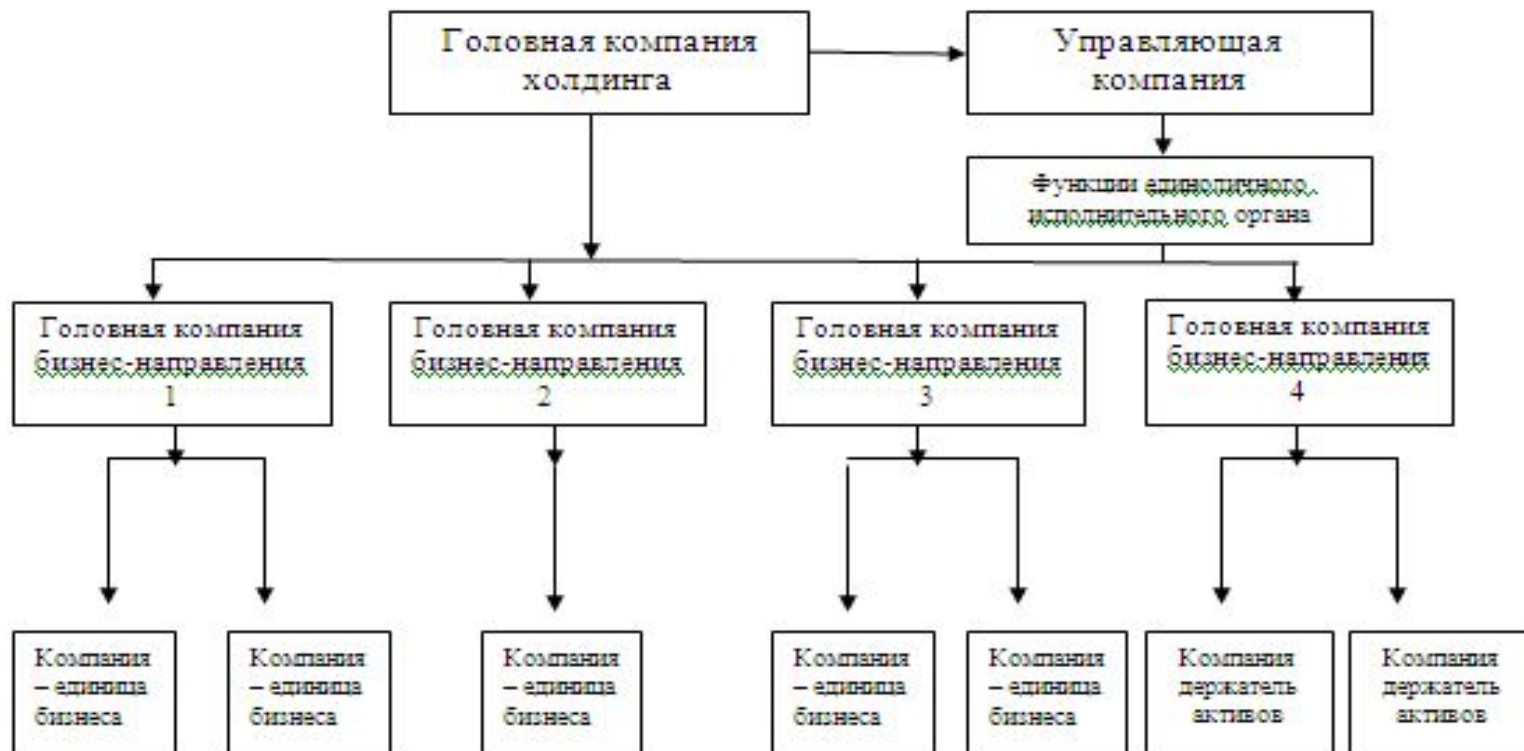 Головная компания
холдинга
Управляющая
компания
Функции единоличного
исполнительного органа
Головная компания
бизнес-направления
1
Головная компания
бизнес-направления
2
Головная компания
бизнес-направления
3
Головная компания
бизнес-направления
4
Компания
– единица
бизнеса
Компания
– единица
бизнеса
Компания
– единица
бизнеса
Компания
– единица
бизнеса
Компания
– единица
бизнеса
Компания
держатель
активов
Компания
держатель
активов